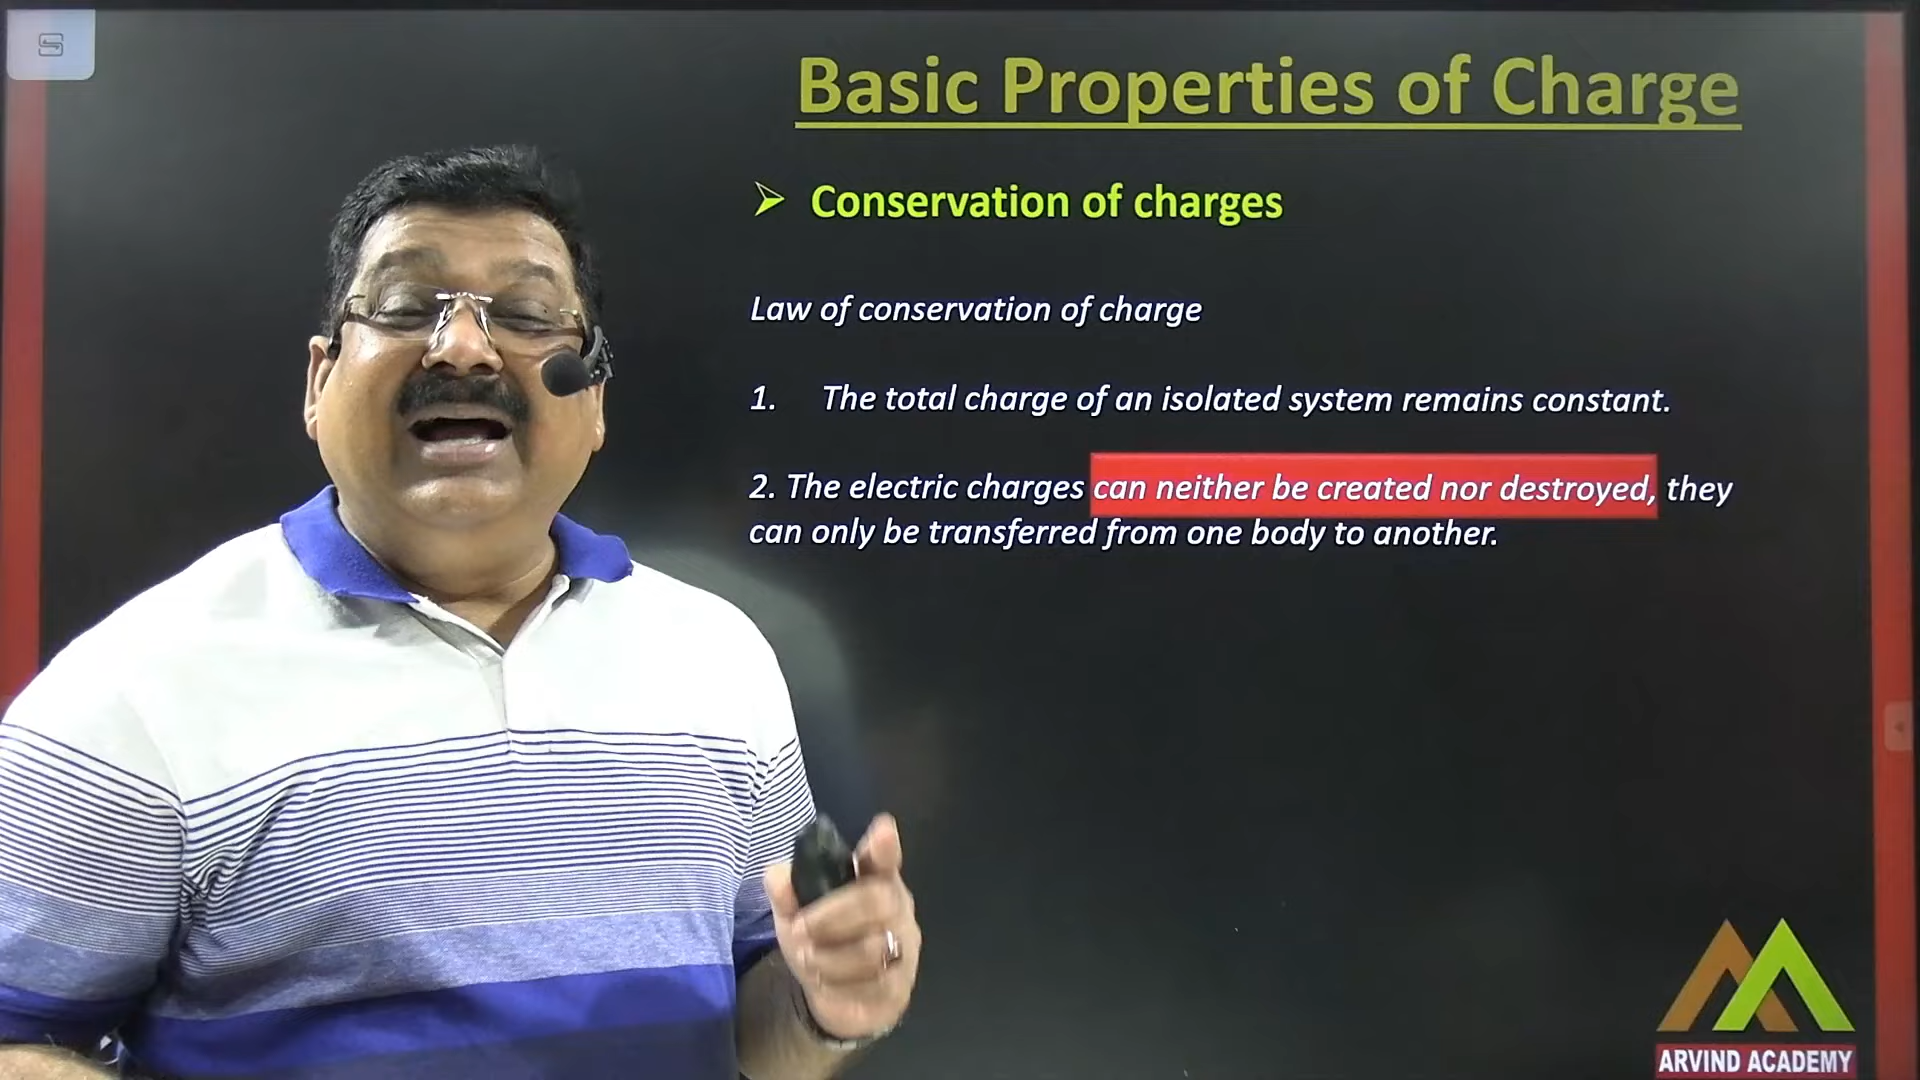 Basic Properties of Charge
➢ Conservation of charges
Law of conservation of charge
1. The total charge of an isolated system remains constant.
2. The electric charges can neither be created nor destroyed, they
can only be transferred from one body to another.
ARVIND ACADEMY